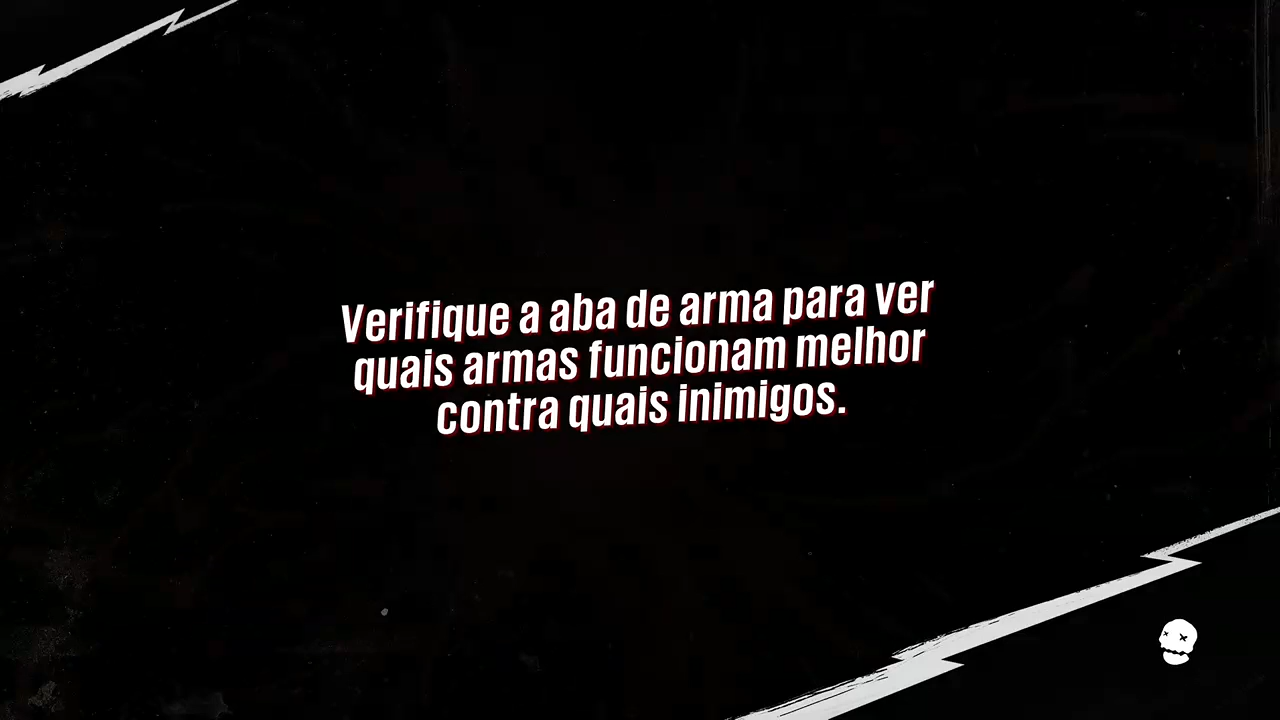 Verifique a aba de arma para ver
quais armas funcionam melhor
contra quais inimigos.